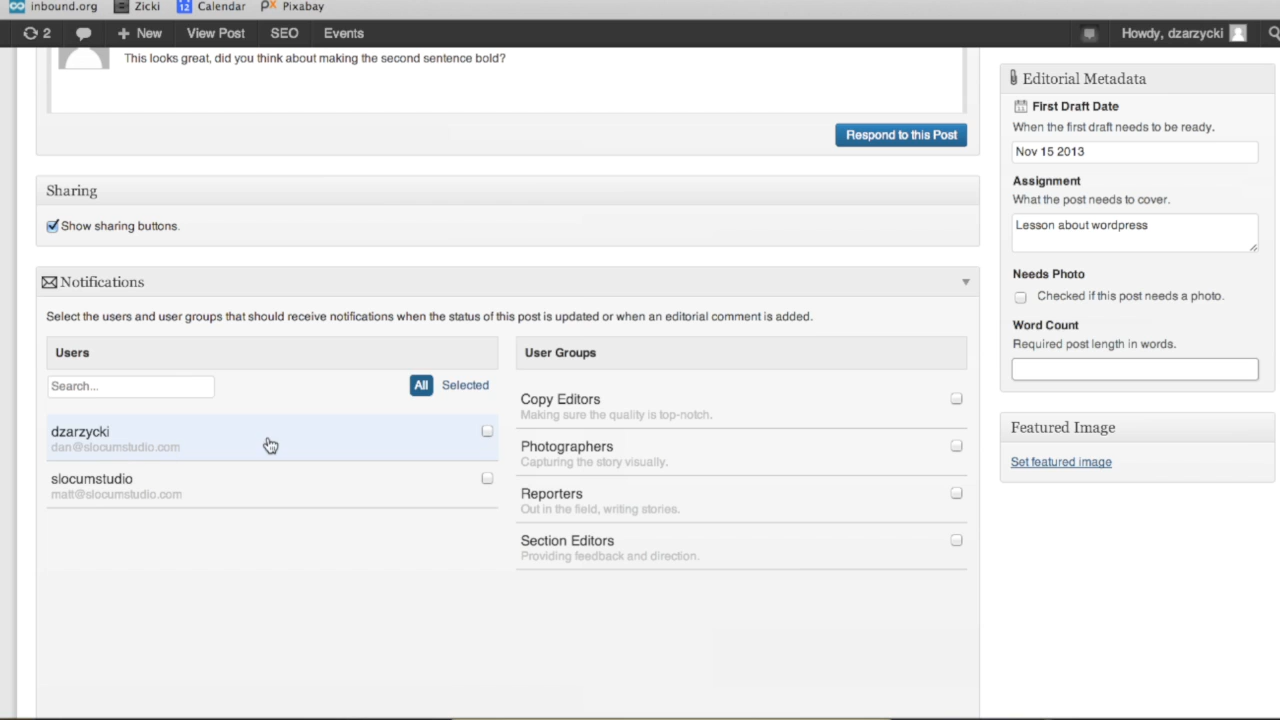 inbound.org Zicki 12 Calendar PX Pixabay
2 + New View Post SEO Events Howdy, dzarzycki
This looks great, did you think about making the second sentence bold?
Respond to this Post
Sharing
Show sharing buttons.
Notifications
Select the users and user groups that should receive notifications when the status of this post is updated or when an editorial comment is added.
Users
Search... All Selected
dzarzycki
dan@slocumstudio.com
slocumstudio
matt@slocumstudio.com
User Groups
Copy Editors
Making sure the quality is top-notch.
Photographers
Capturing the story visually.
Reporters
Out in the field, writing stories.
Section Editors
Providing feedback and direction.
Editorial Metadata
First Draft Date
When the first draft needs to be ready.
Nov 15 2013
Assignment
What the post needs to cover.
Lesson about wordpress
Needs Photo
Checked if this post needs a photo.
Word Count
Required post length in words.
Featured Image
Set featured image